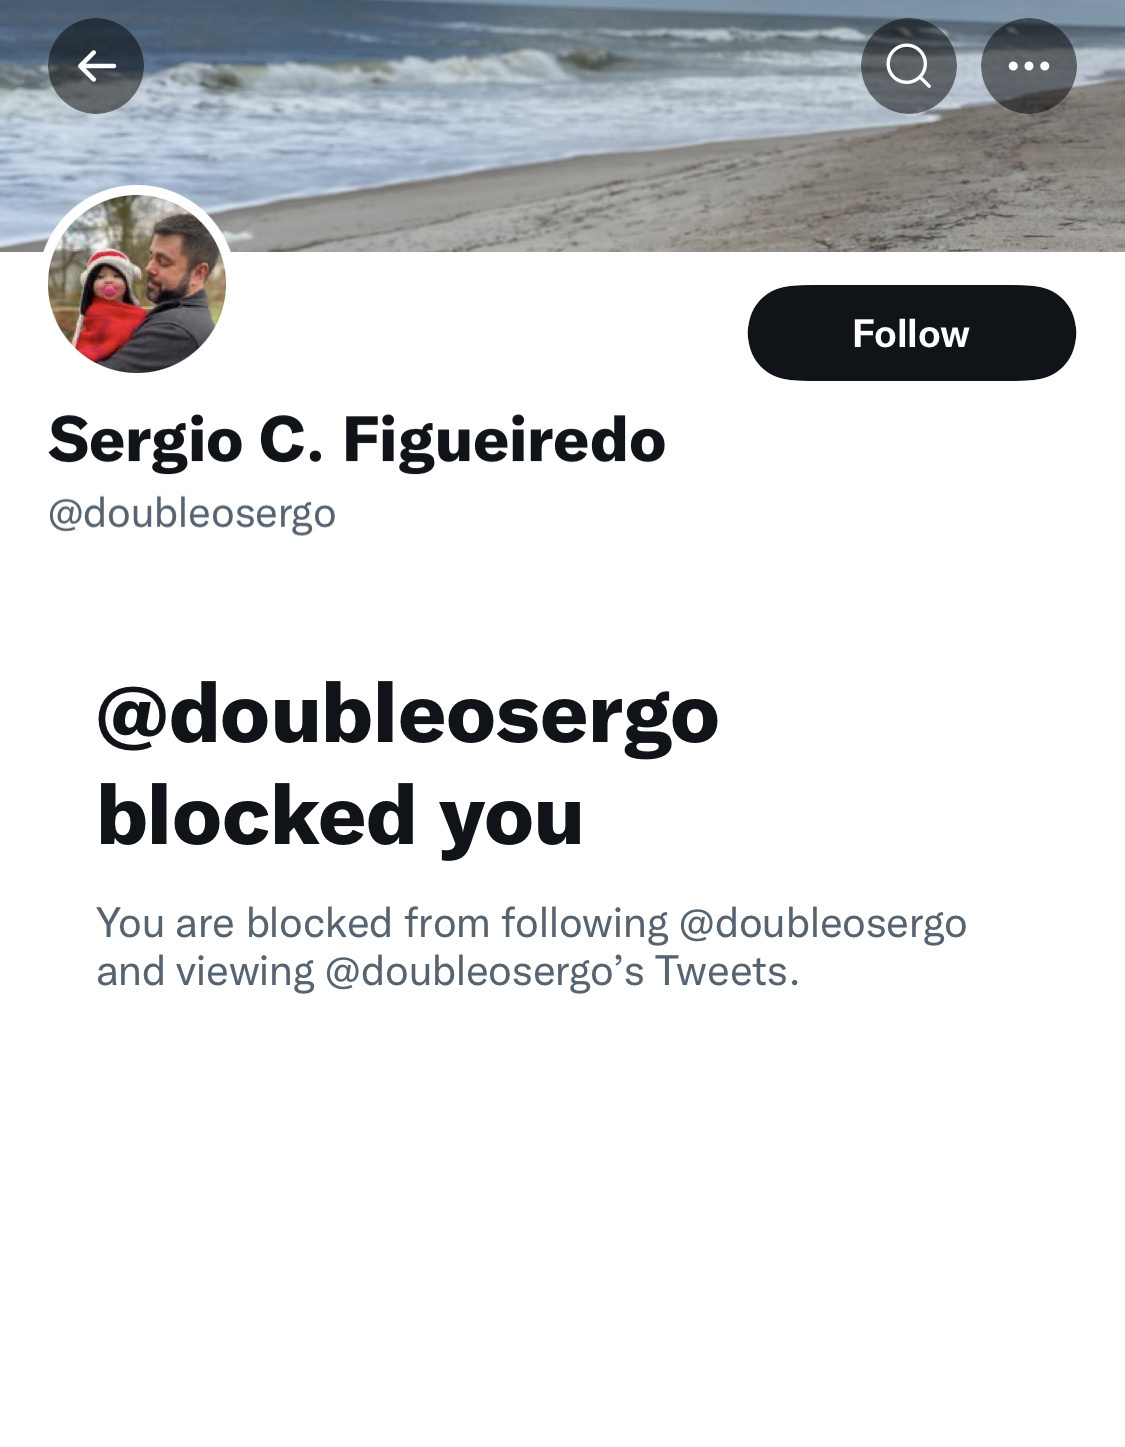 Follow
Sergio C. Figueiredo
@doubleosergo
@doubleosergo
blocked you
You are blocked from following @doubleosergo
and viewing @doubleosergo’s Tweets.